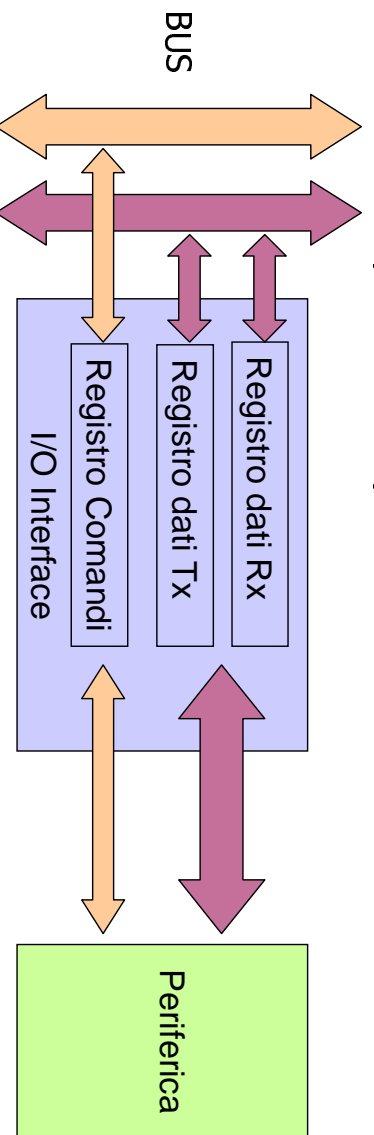 BUS
Registro dati Rx
Registro dati Tx
Registro Comandi
I/O Interface
Periferica